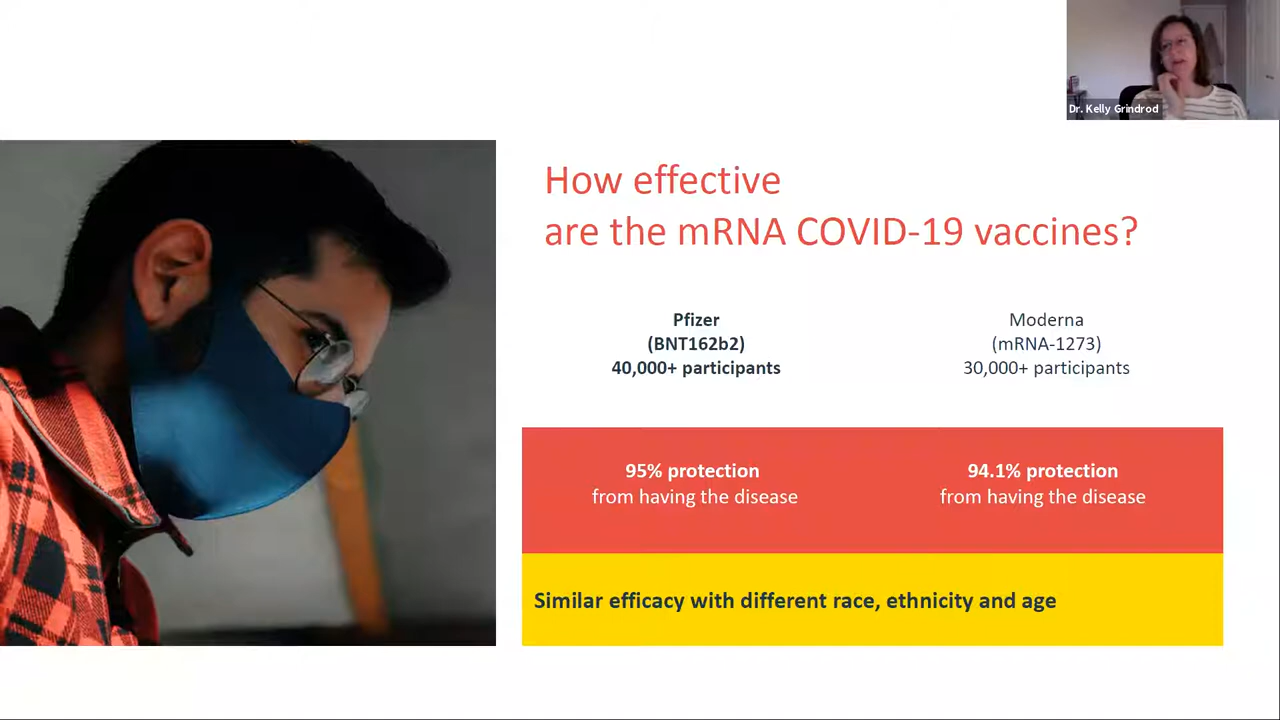 Dr. Kelly Grindrod
How effective
are the mRNA COVID-19 vaccines?
Pfizer
(BNT162b2)
40,000+ participants
Moderna
(mRNA-1273)
30,000+ participants
95% protection
from having the disease
94.1% protection
from having the disease
Similar efficacy with different race, ethnicity and age